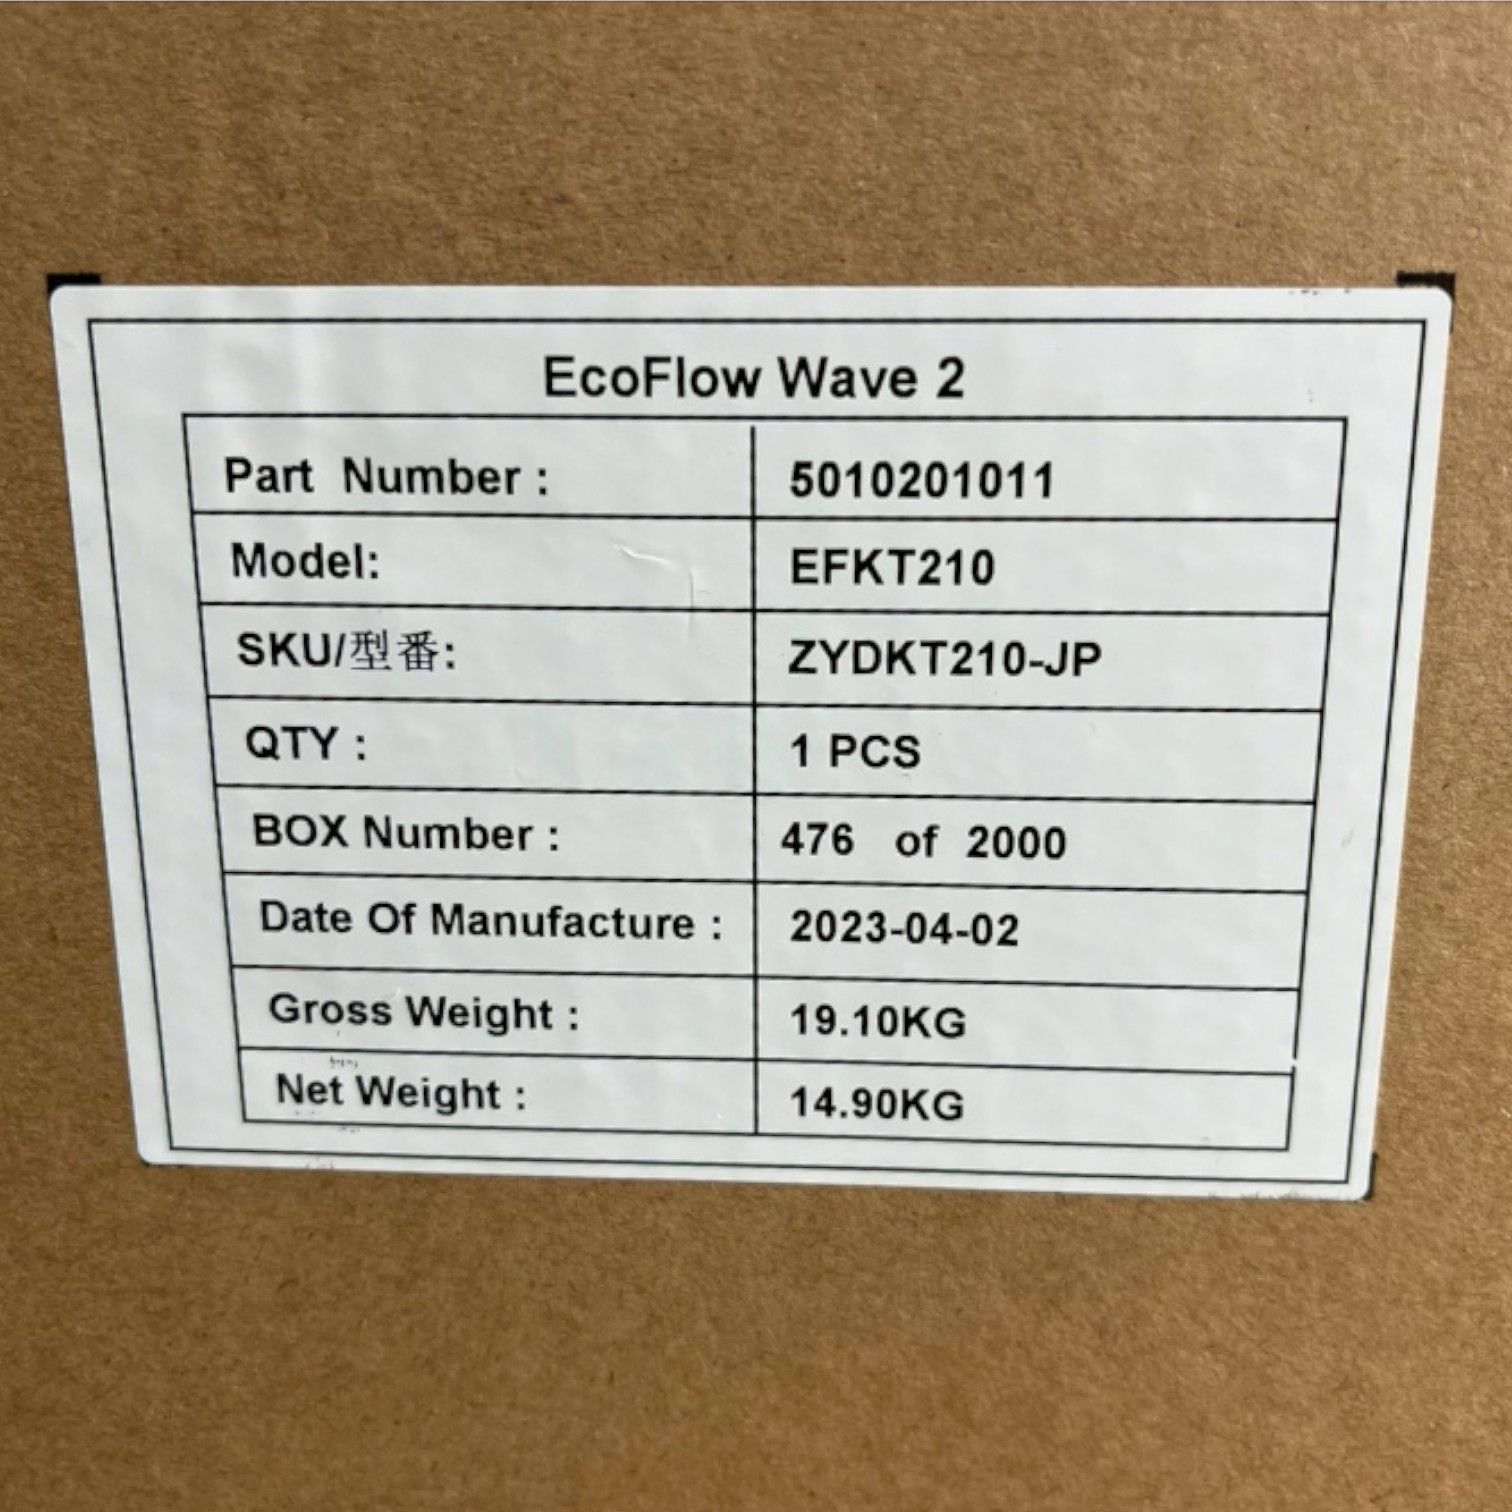 EcoFlow Wave 2
Part Number : 5010201011
Model: EFKT210
SKU/型番: ZYDKT210-JP
QTY : 1 PCS
BOX Number : 476 of 2000
Date Of Manufacture : 2023-04-02
Gross Weight : 19.10KG
Net Weight : 14.90KG